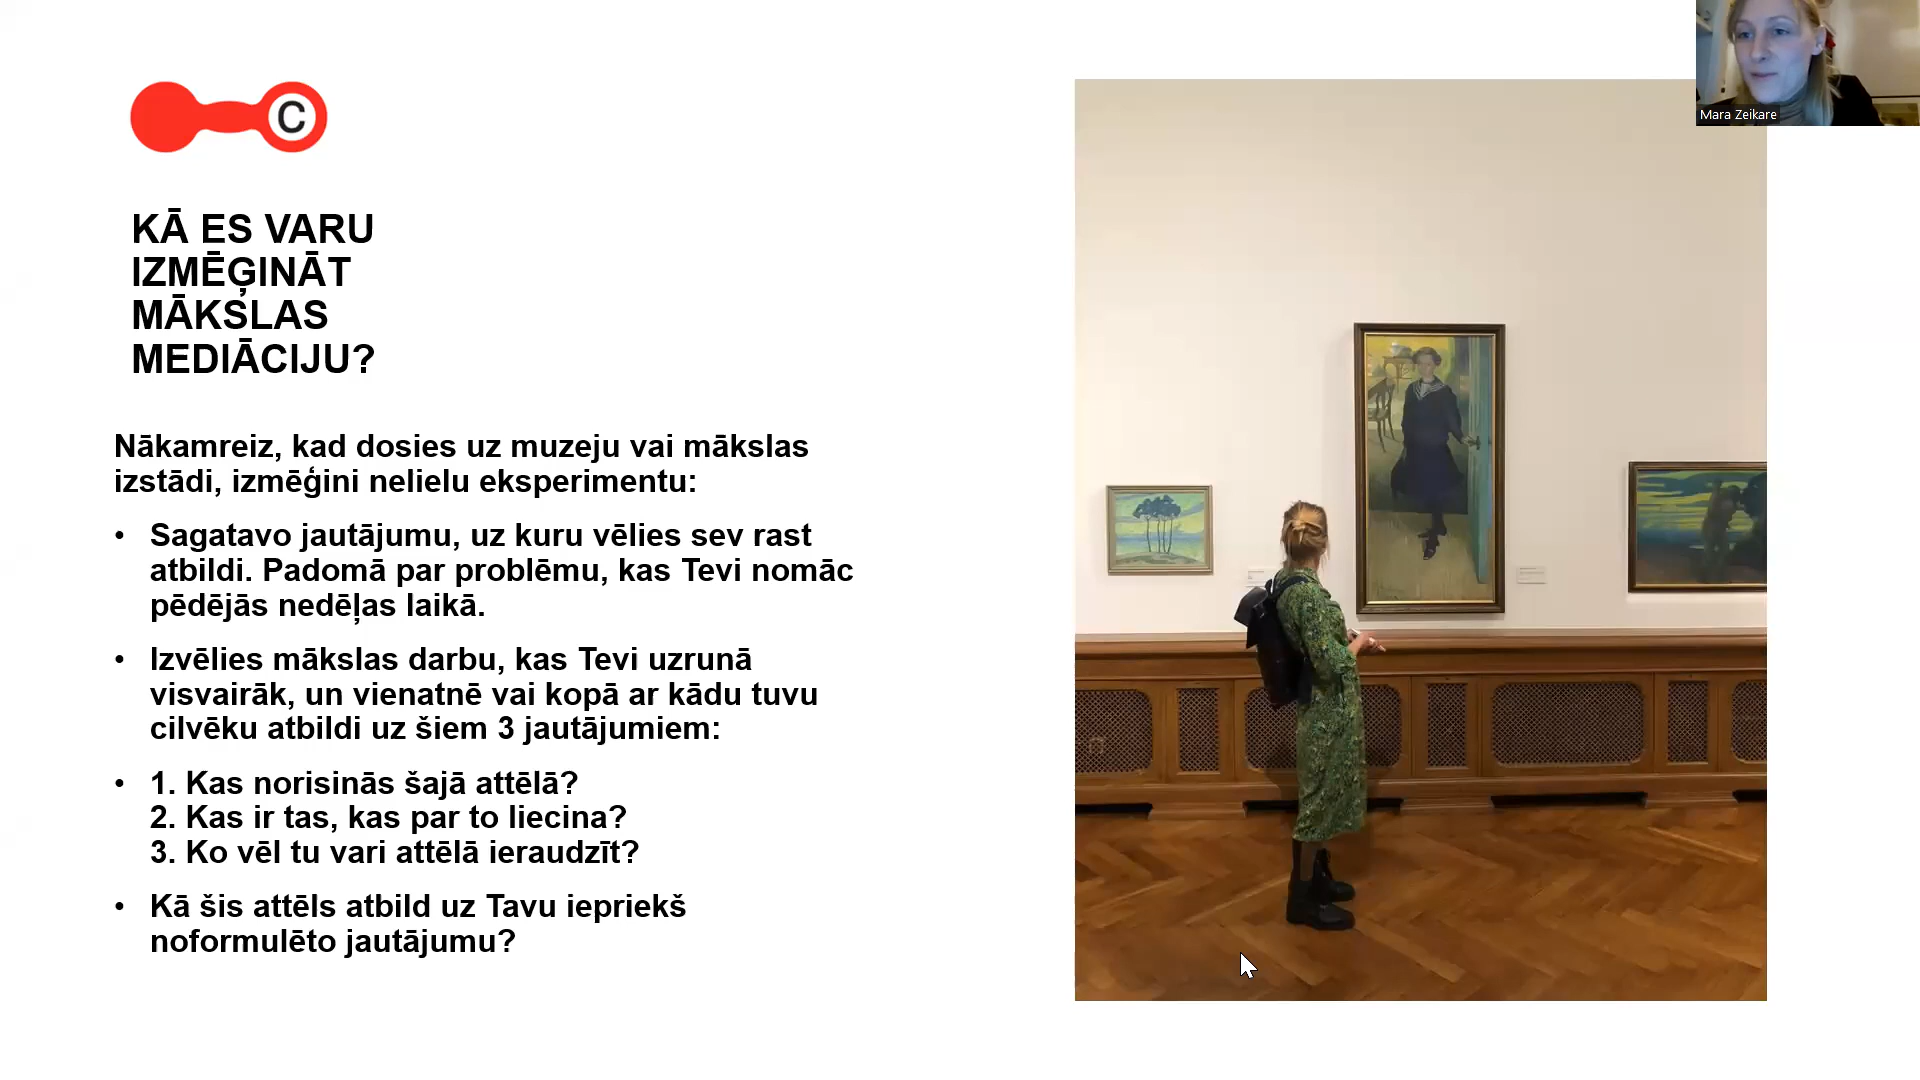 C
Mara Zeikare
KĀ ES VARU
IZMĒĢINĀT
MĀKSLAS
MEDIĀCIJU?
Nākamreiz, kad dosies uz muzeju vai mākslas
izstādi, izmēģini nelielu eksperimentu:
• Sagatavo jautājumu, uz kuru vēlies sev rast
atbildi. Padomā par problēmu, kas Tevi nomāc
pēdējās nedēļas laikā.
• Izvēlies mākslas darbu, kas Tevi uzrunā
visvairāk, un vienatnē vai kopā ar kādu tuvu
cilvēku atbildi uz šiem 3 jautājumiem:
• 1. Kas norisinās šajā attēlā?
2. Kas ir tas, kas par to liecina?
3. Ko vēl tu vari attēlā ieraudzīt?
• Kā šis attēls atbild uz Tavu iepriekš
noformulēto jautājumu?